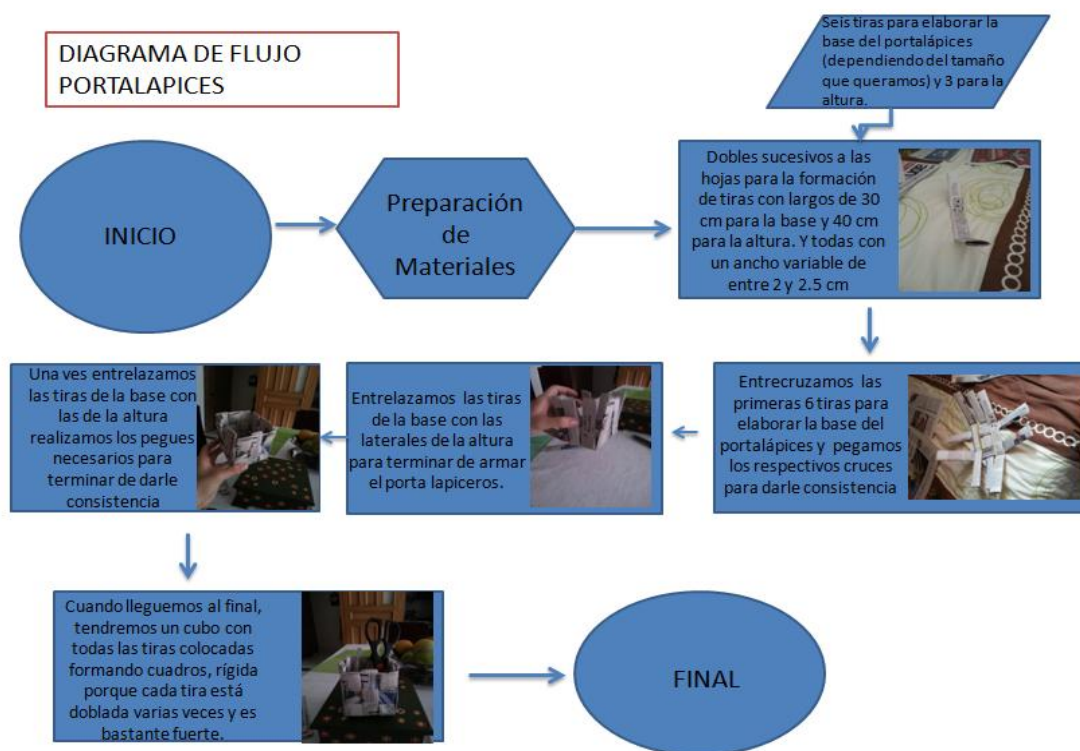 DIAGRAMA DE FLUJO
PORTALAPICES
Seis tiras para elaborar la
base del portalápices
(dependiendo del tamaño
que queramos) y 3 para la
altura.
INICIO
Preparación
de
Materiales
Dobles sucesivos a las
hojas para la formación
de tiras con largos de 30
cm para la base y 40 cm
para la altura. Y todas con
un ancho variable de
entre 2 y 2.5 cm
Entrecruzamos las
primeras 6 tiras para
elaborar la base del
portalápices y pegamos
los respectivos cruces
para darle consistencia
Entrelazamos las tiras
de la base con las
laterales de la altura
para terminar de armar
el porta lapiceros.
Una ves entrelazamos
las tiras de la base con
las de la altura
realizamos los pegues
necesarios para
terminar de darle
consistencia
Cuando lleguemos al final,
tendremos un cubo con
todas las tiras colocadas
formando cuadros, rígida
porque cada tira está
doblada varias veces y es
bastante fuerte.
FINAL